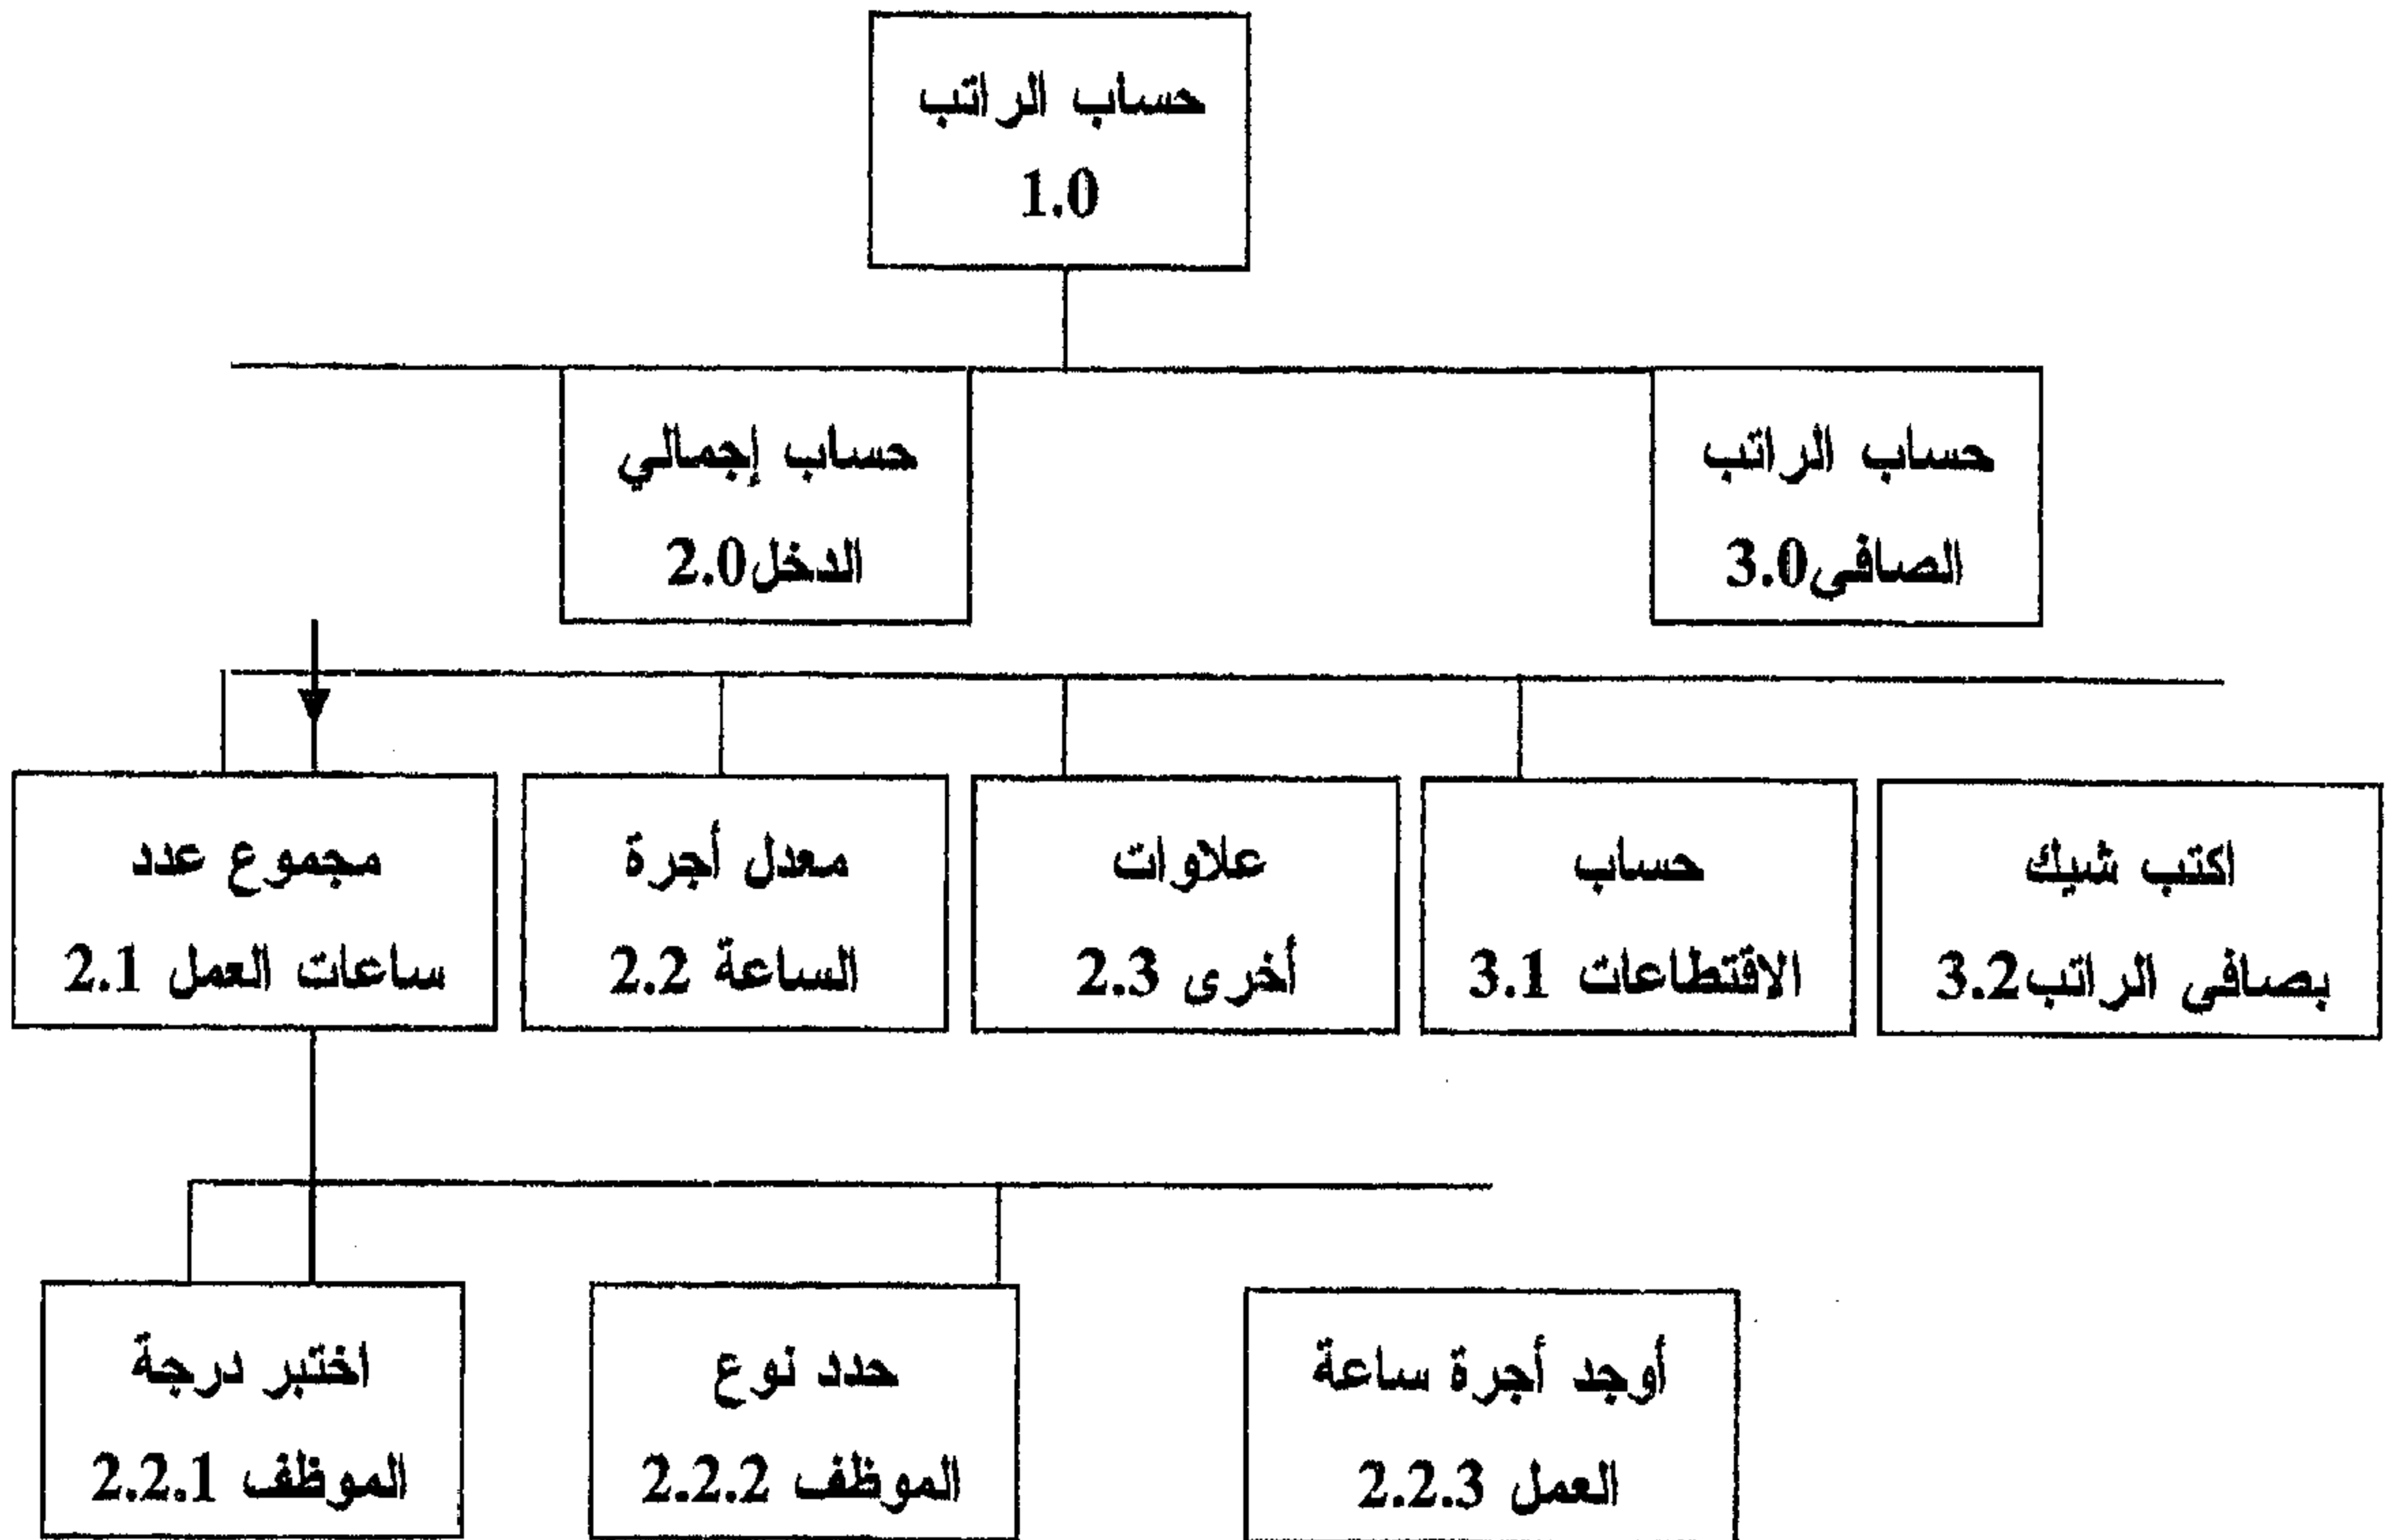 حساب الراتب
1.0
حساب إجمالي
الدخل2.0
حساب الراتب
الصافي3.0
مجموع عدد
ساعات العمل 2.1
معدل أجرة
الساعة 2.2
علاوات
أخرى 2.3
حساب
الاقتطاعات 3.1
اكتب شيك
بصافي الراتب3.2
اختبر درجة
الموظف 2.2.1
حدد نوع
الموظف 2.2.2
أوجد أجرة ساعة
العمل 2.2.3